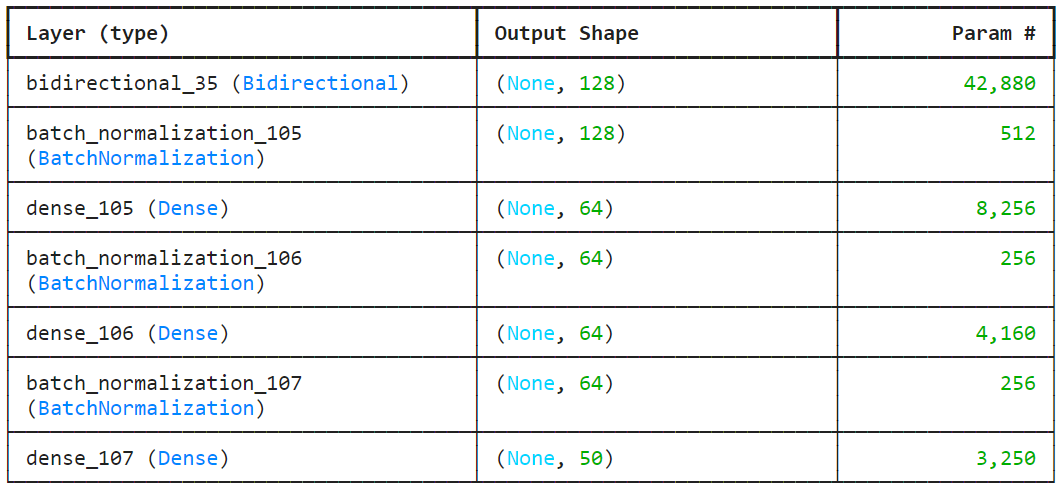 Layer (type) Output Shape Param #
bidirectional_35 (Bidirectional) (None, 128) 42,880
batch_normalization_105 (None, 128) 512
(BatchNormalization)
dense_105 (Dense) (None, 64) 8,256
batch_normalization_106 (None, 64) 256
(BatchNormalization)
dense_106 (Dense) (None, 64) 4,160
batch_normalization_107 (None, 64) 256
(BatchNormalization)
dense_107 (Dense) (None, 50) 3,250